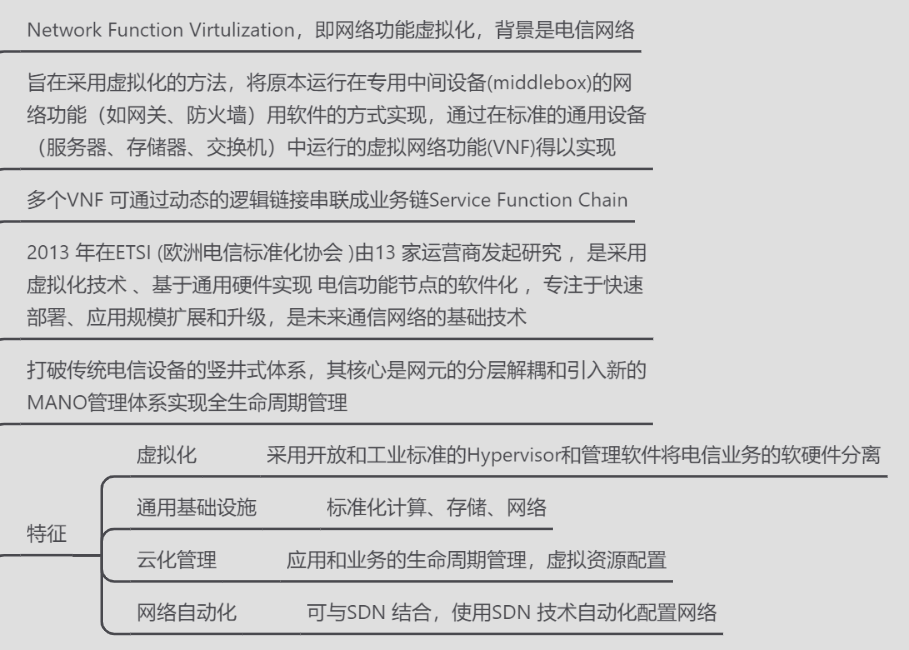 Network Function Virtulization，即网络功能虚拟化，背景是电信网络
旨在采用虚拟化的方法，将原本运行在专用中间设备(middlebox)的网
络功能（如网关、防火墙）用软件的方式实现，通过在标准的通用设备
（服务器、存储器、交换机）中运行的虚拟网络功能(VNF)得以实现
多个VNF 可通过动态的逻辑链接串联成业务链Service Function Chain
2013 年在ETSI (欧洲电信标准化协会 )由13 家运营商发起研究 ，是采用
虚拟化技术 、基于通用硬件实现 电信功能节点的软件化 ，专注于快速
部署、应用规模扩展和升级，是未来通信网络的基础技术
打破传统电信设备的竖井式体系，其核心是网元的分层解耦和引入新的
MANO管理体系实现全生命周期管理
特征
虚拟化 采用开放和工业标准的Hypervisor和管理软件将电信业务的软硬件分离
通用基础设施 标准化计算、存储、网络
云化管理 应用和业务的生命周期管理，虚拟资源配置
网络自动化 可与SDN 结合，使用SDN 技术自动化配置网络